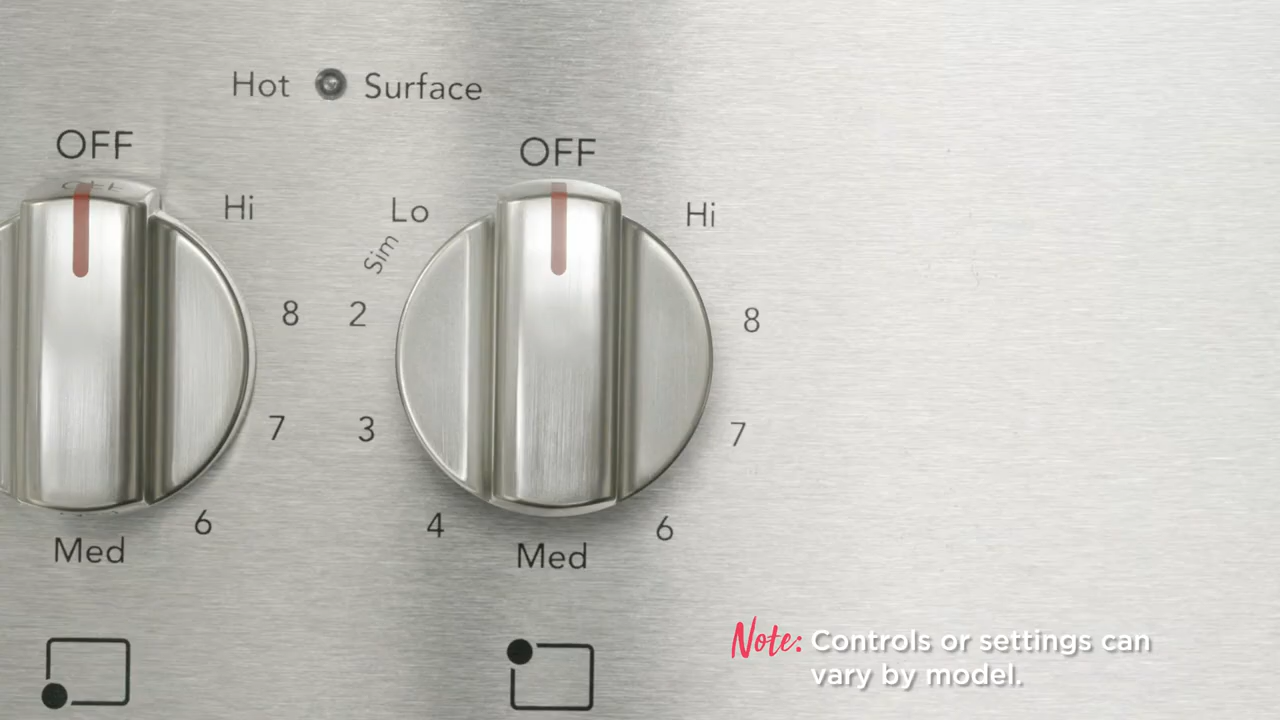 Hot Surface
OFF
OFF
Hi
Lo
Hi
Sim
8
2
8
7
3
7
6
4
6
Med
Med
Note: Controls or settings can
vary by model.